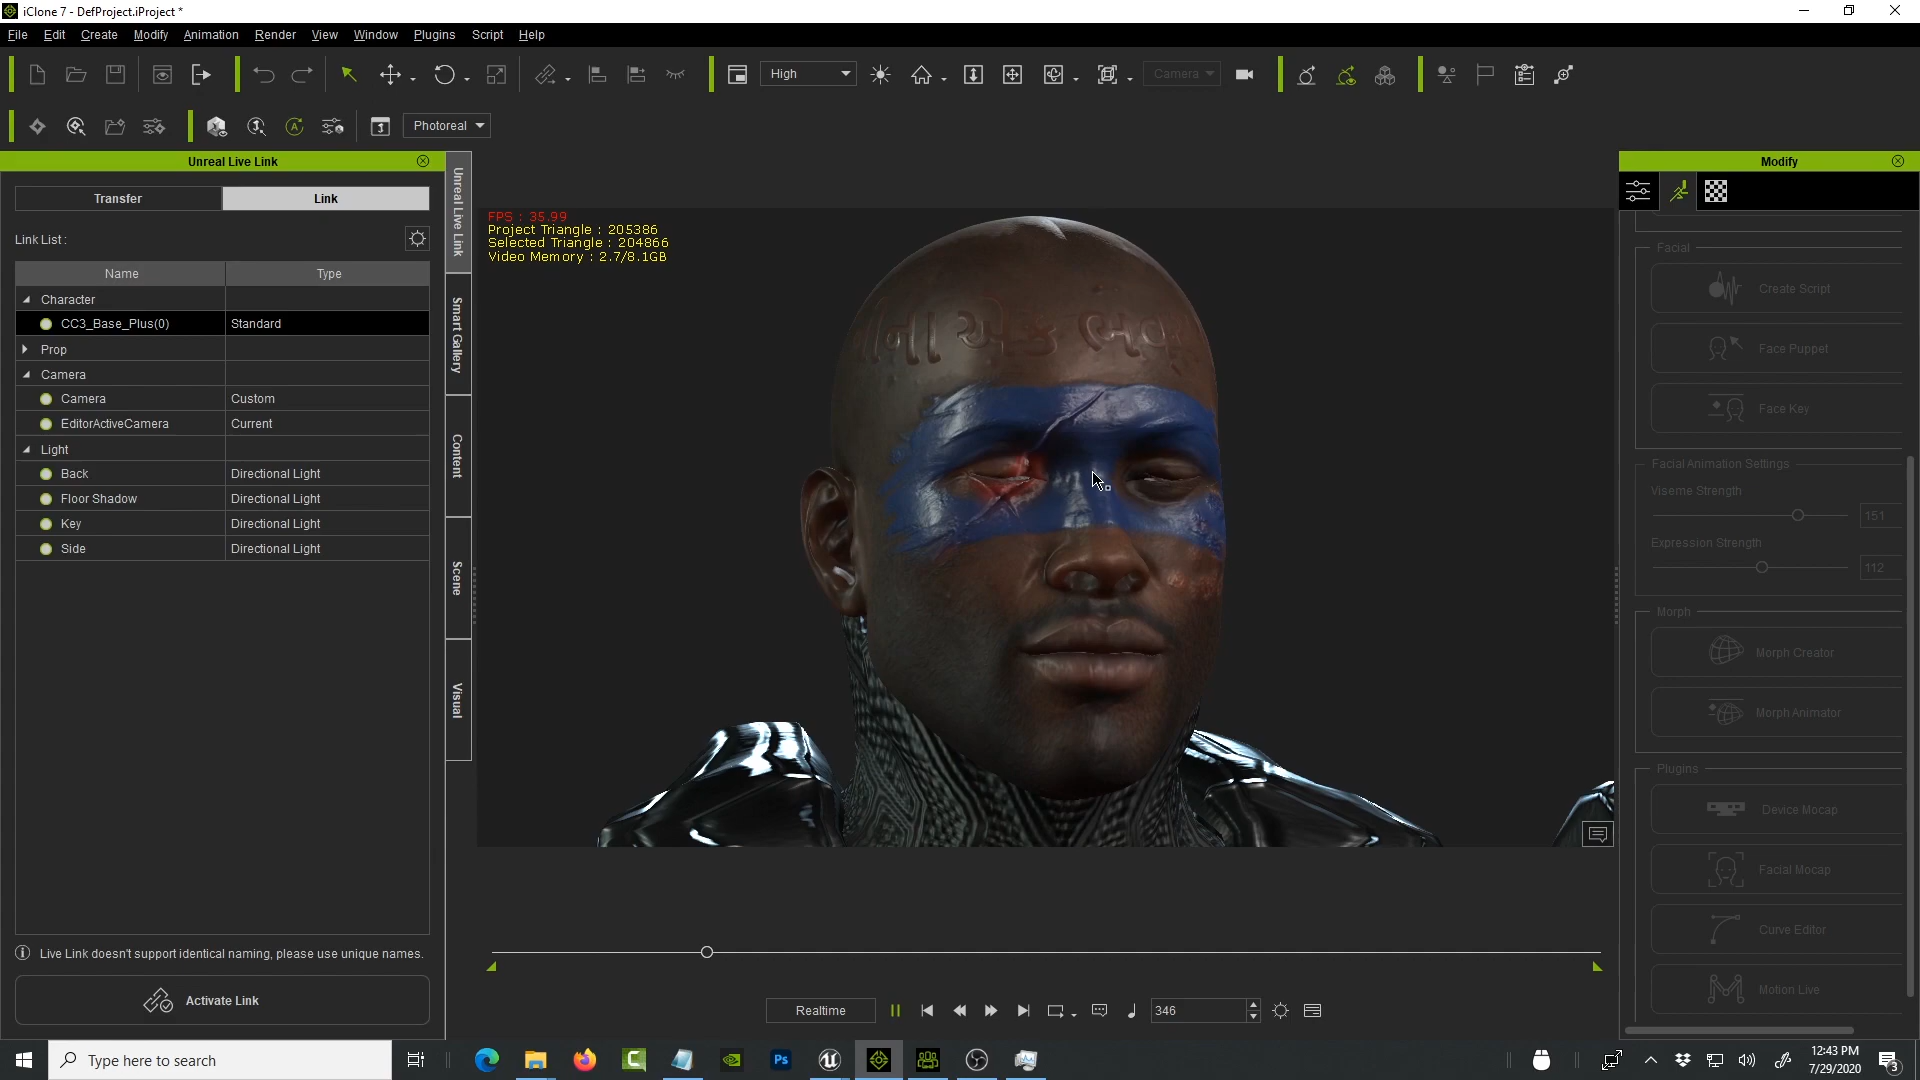 iClone 7 - DefProject.iProject *
File Edit Create Modify Animation Render View Window Plugins Script Help
High
Camera
Photoreal
Unreal Live Link
Transfer Link
Link List :
Name Type
Character
CC3_Base_Plus(0) Standard
Prop
Camera
Camera Custom
EditorActiveCamera Current
Light
Back Directional Light
Floor Shadow Directional Light
Key Directional Light
Side Directional Light
Live Link doesn't support identical naming, please use unique names.
Activate Link
Unreal Live Link
Smart Gallery
Content
Scene
Visual
FPS : 35.99
Project Triangle : 205386
Selected Triangle : 204866
Video Memory : 2.7/8.1GB
Realtime
346
Modify
Facial
Create Script
Face Puppet
Face Key
Facial Animation Settings
Viseme Strength
151
Expression Strength
112
Morph
Morph Creator
Morph Animator
Plugins
Device Mocap
Facial Mocap
Curve Editor
Motion Live
Type here to search
Ps
12:43 PM
7/29/2020
3